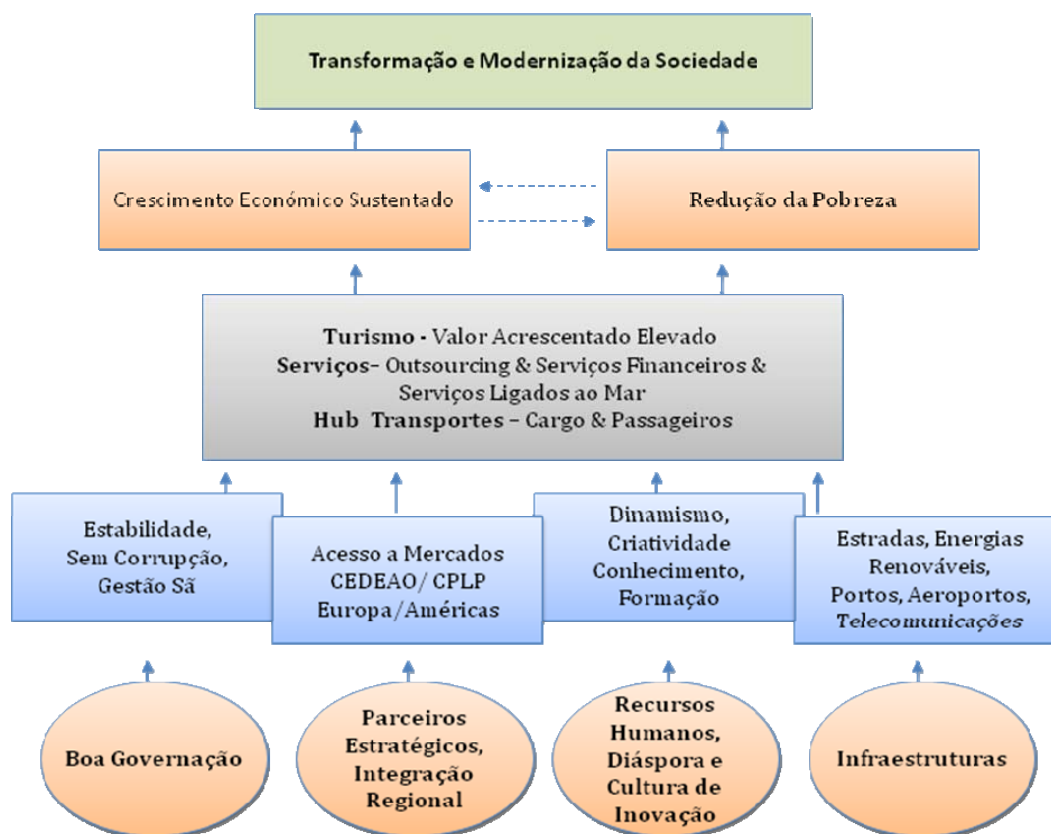 Transformação e Modernização da Sociedade
Crescimento Económico Sustentado
Redução da Pobreza
Turismo - Valor Acrescentado Elevado
Serviços– Outsourcing & Serviços Financeiros &
Serviços Ligados ao Mar
Hub Transportes – Cargo & Passageiros
Estabilidade,
Sem Corrupção,
Gestão Sã
Acesso a Mercados
CEDEAO/ CPLP
Europa/Américas
Dinamismo,
Criatividade
Conhecimento,
Formação
Estradas, Energias
Renováveis,
Portos, Aeroportos,
Telecomunicações
Boa Governação
Parceiros
Estratégicos,
Integração
Regional
Recursos
Humanos,
Diáspora e
Cultura de
Inovação
Infraestruturas